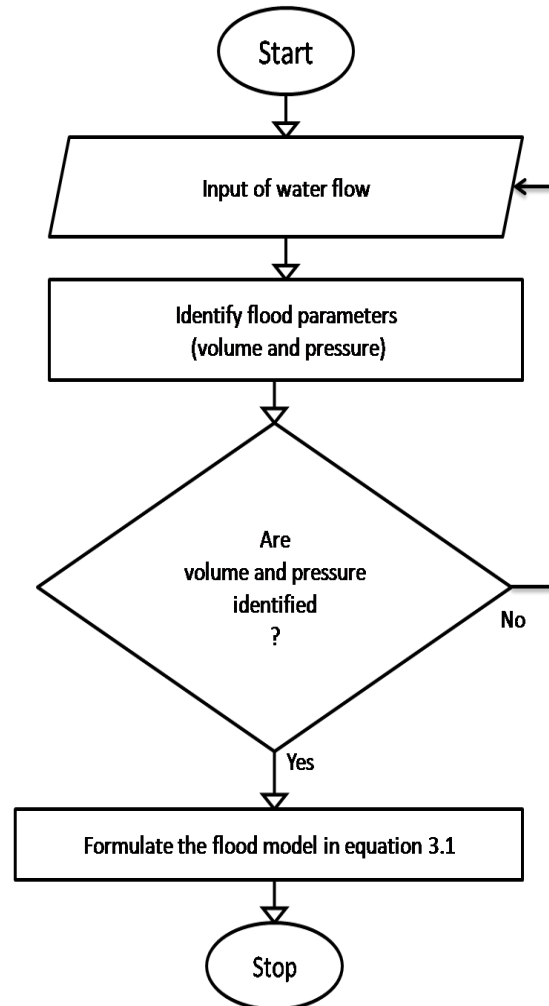 Start
Input of water flow
Identify flood parameters
(volume and pressure)
Are
volume and pressure
identified
?
No
Yes
Formulate the flood model in equation 3.1
Stop